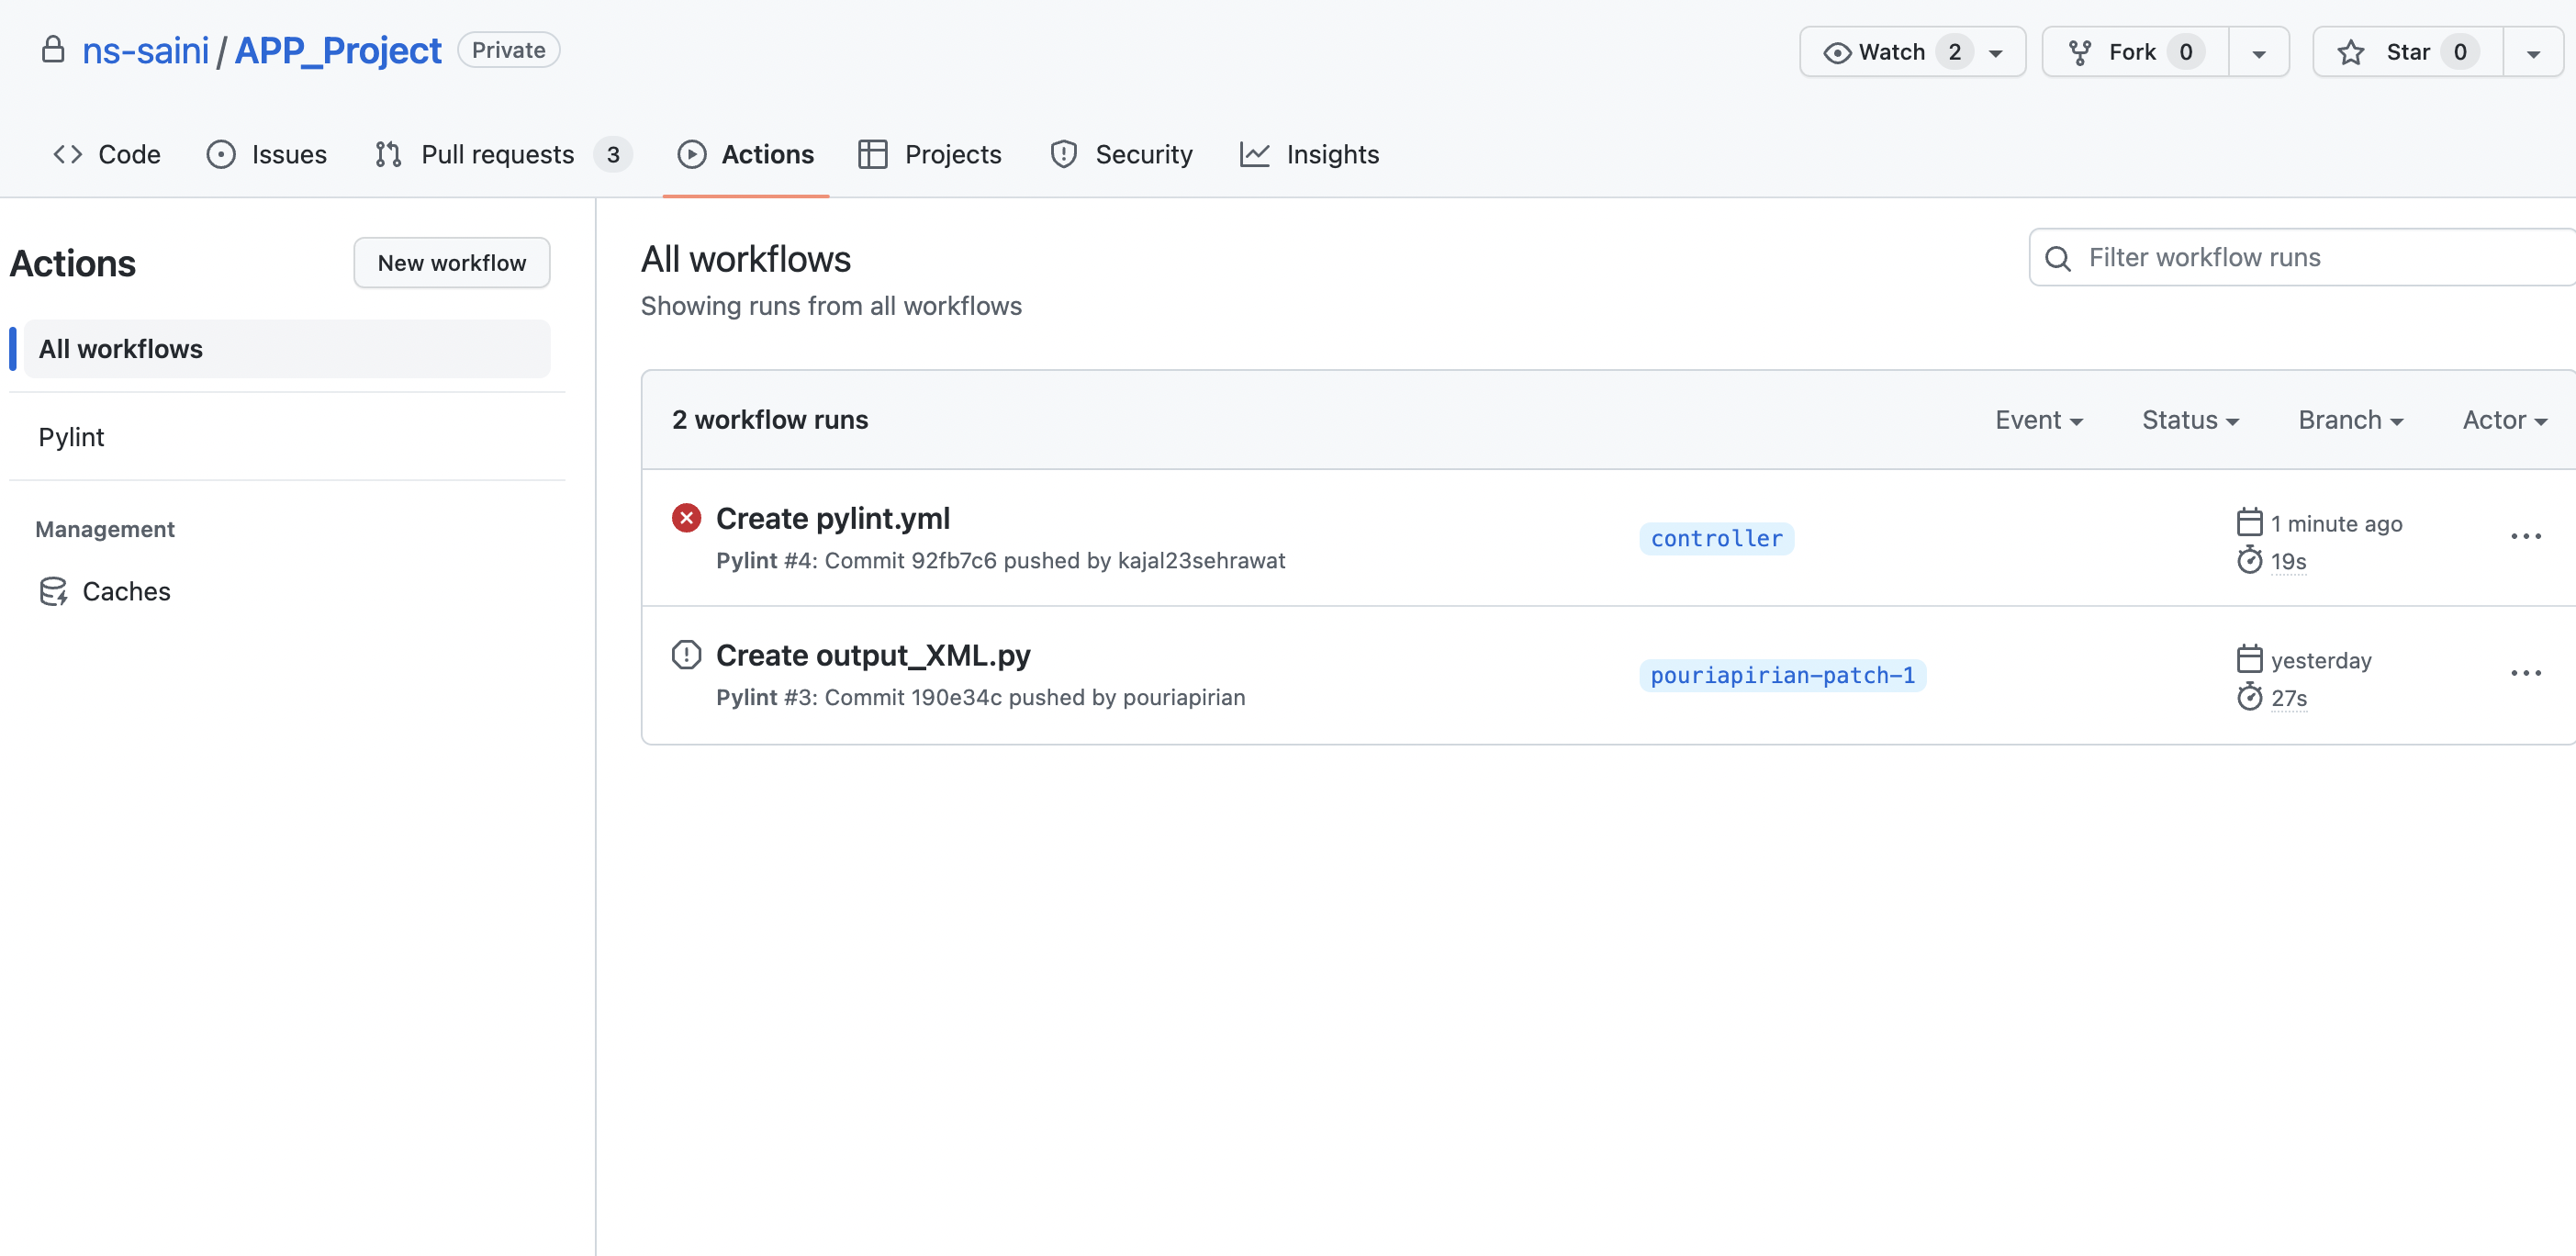 ns-saini / APP_Project Private
Watch 2 Fork 0 Star 0
Code Issues Pull requests 3 Actions Projects Security Insights
Actions
New workflow
All workflows
Pylint
Management
Caches
All workflows
Showing runs from all workflows
Filter workflow runs
2 workflow runs
Event Status Branch Actor
Create pylint.yml
Pylint #4: Commit 92fb7c6 pushed by kajal23sehrawat
controller
1 minute ago
19s
Create output_XML.py
Pylint #3: Commit 190e34c pushed by pouriapirian
pouriapirian-patch-1
yesterday
27s